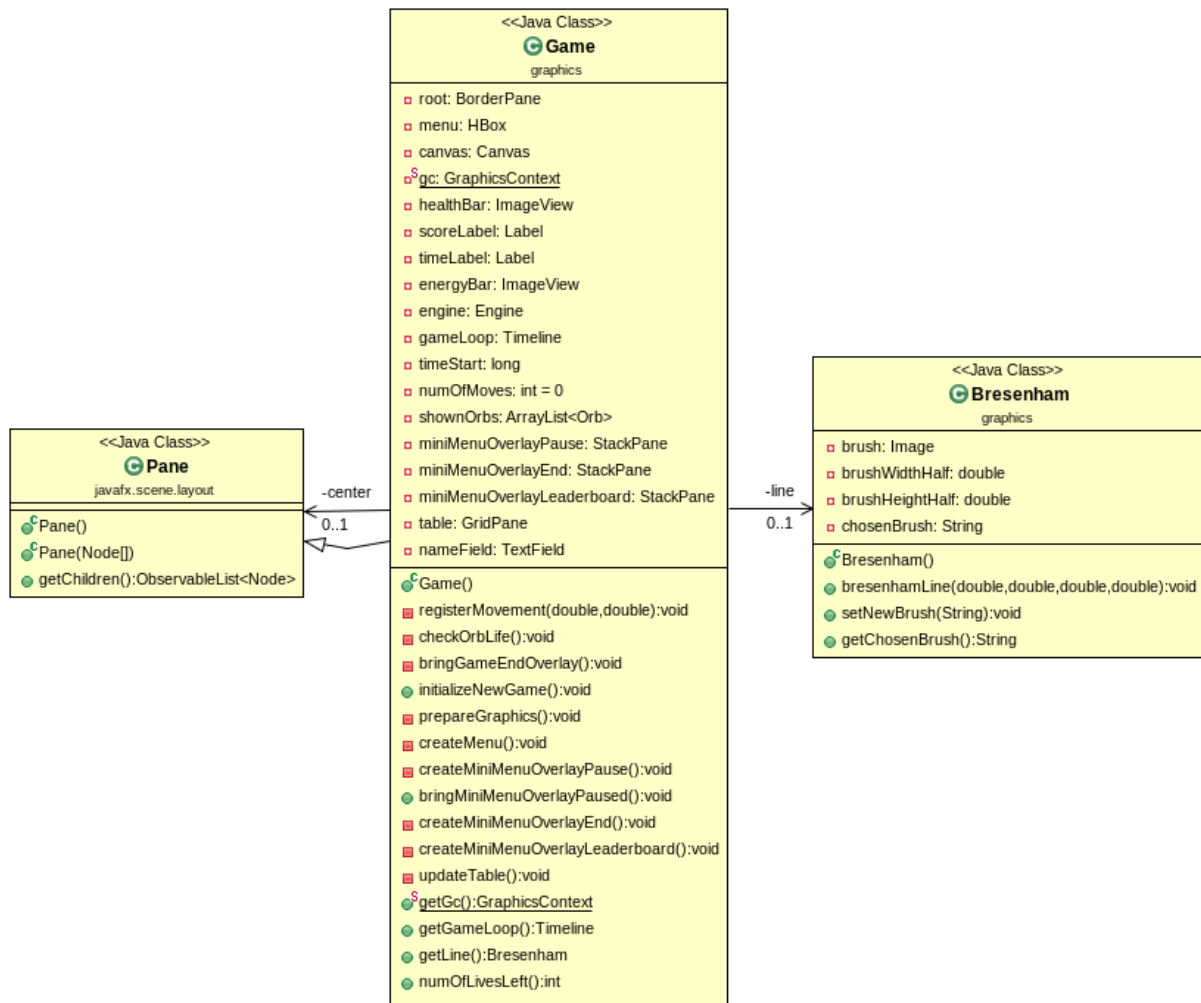 <<Java Class>>
Game
graphics
root: BorderPane
menu: HBox
canvas: Canvas
S gc: GraphicsContext
healthBar: ImageView
scoreLabel: Label
timeLabel: Label
energyBar: ImageView
engine: Engine
gameLoop: Timeline
timeStart: long
numOfMoves: int = 0
shownOrbs: ArrayList<Orb>
miniMenuOverlayPause: StackPane
miniMenuOverlayEnd: StackPane
miniMenuOverlayLeaderboard: StackPane
table: GridPane
nameField: TextField
C Game()
registerMovement(double,double):void
checkOrbLife():void
bringGameEndOverlay():void
initializeNewGame():void
prepareGraphics():void
createMenu():void
createMiniMenuOverlayPause():void
bringMiniMenuOverlayPaused():void
createMiniMenuOverlayEnd():void
createMiniMenuOverlayLeaderboard():void
updateTable():void
S getGc():GraphicsContext
getGameLoop():Timeline
getLine():Bresenham
numOfLivesLeft():int
<<Java Class>>
Pane
javafx.scene.layout
C Pane()
C Pane(Node[])
getChildren():ObservableList<Node>
-center
0..1
-line
0..1
<<Java Class>>
Bresenham
graphics
brush: Image
brushWidthHalf: double
brushHeightHalf: double
chosenBrush: String
C Bresenham()
bresenhamLine(double,double,double,double):void
setNewBrush(String):void
getChosenBrush():String